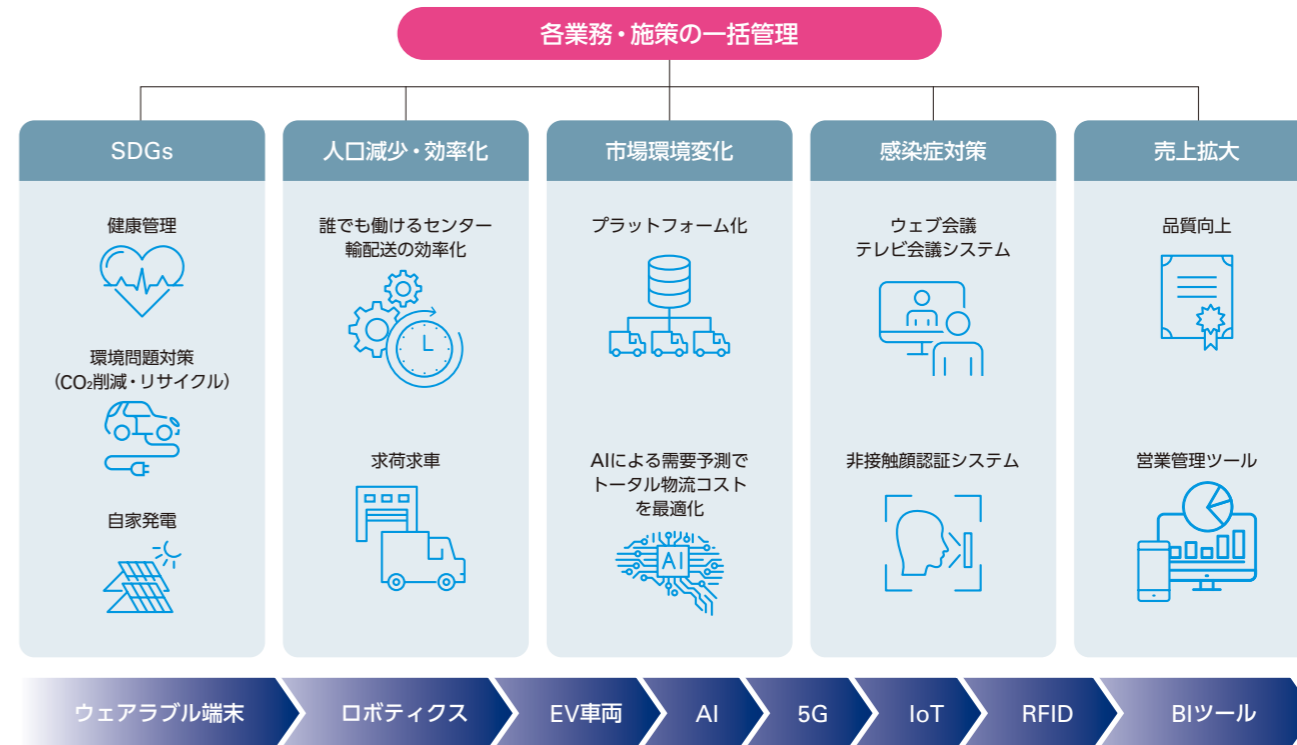 各業務・施策の一括管理
SDGs
健康管理
環境問題対策
（CO₂削減・リサイクル）
自家発電
人口減少・効率化
誰でも働けるセンター
輸配送の効率化
求荷求車
市場環境変化
プラットフォーム化
AIによる需要予測で
トータル物流コスト
を最適化
AI
感染症対策
ウェブ会議
テレビ会議システム
非接触顔認証システム
売上拡大
品質向上
営業管理ツール
ウェアラブル端末
ロボティクス
EV車両
AI
5G
IoT
RFID
BIツール